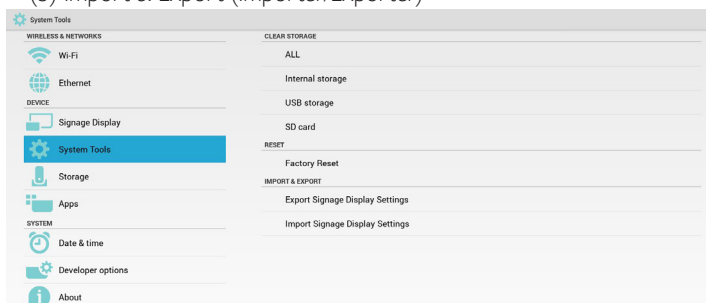 (3) Import & Export (Importer/Exporter)
System Tools
WIRELESS & NETWORKS
Wi-Fi
Ethernet
DEVICE
Signage Display
System Tools
Storage
Apps
SYSTEM
Date & time
Developer options
About
CLEAR STORAGE
ALL
Internal storage
USB storage
SD card
RESET
Factory Reset
IMPORT & EXPORT
Export Signage Display Settings
Import Signage Display Settings